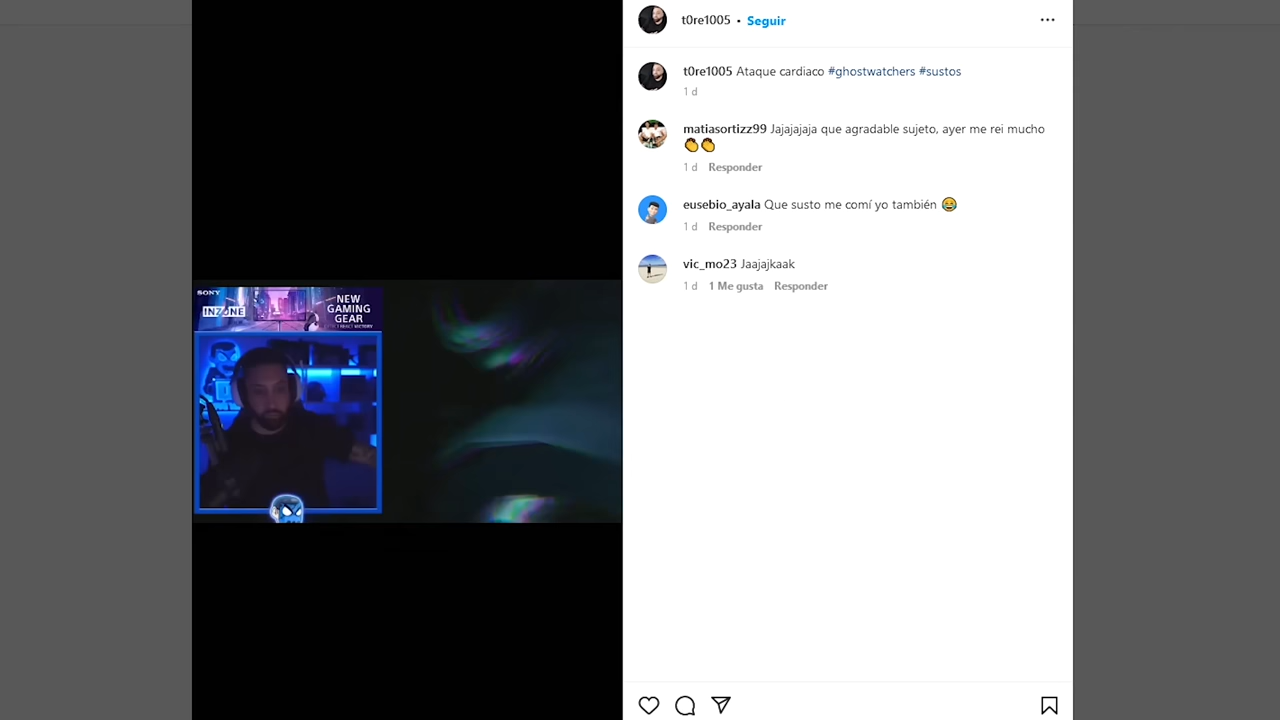 t0re1005 • Seguir
t0re1005 Ataque cardiaco #ghostwatchers #sustos
1 d
matiasortizz99 Jajajajaja que agradable sujeto, ayer me rei mucho
👏👏
1 d Responder
eusebio_ayala Que susto me comí yo también 😂
1 d Responder
vic_mo23 Jaajajkaak
1 d 1 Me gusta Responder
SONY
INZONE
NEW
GAMING
GEAR